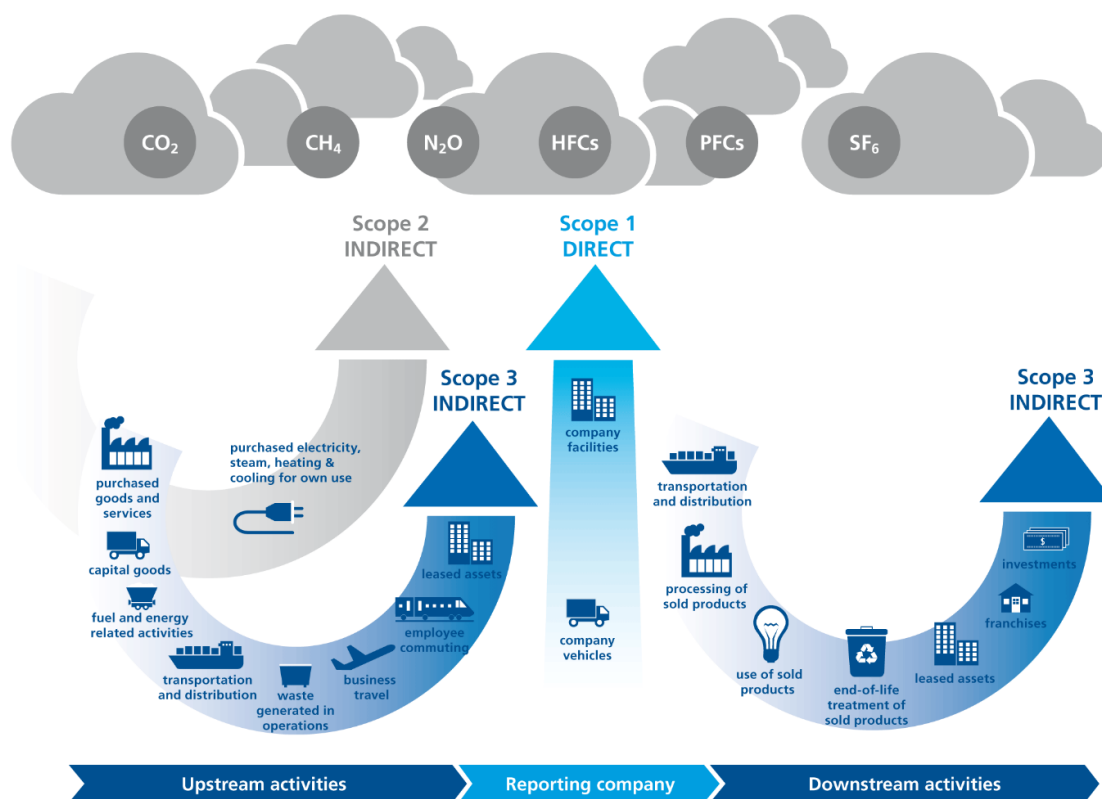 CO₂
CH₄
N₂O
HFCs
PFCs
SF₆
Scope 2
INDIRECT
Scope 1
DIRECT
Scope 3
INDIRECT
Scope 3
INDIRECT
purchased electricity,
steam, heating &
cooling for own use
purchased
goods and
services
capital goods
fuel and energy
related activities
transportation
and distribution
waste
generated in
operations
business
travel
employee
commuting
leased assets
company
facilities
company
vehicles
transportation
and distribution
processing of
sold products
use of sold
products
end-of-life
treatment of
sold products
leased assets
franchises
$
investments
Upstream activities
Reporting company
Downstream activities